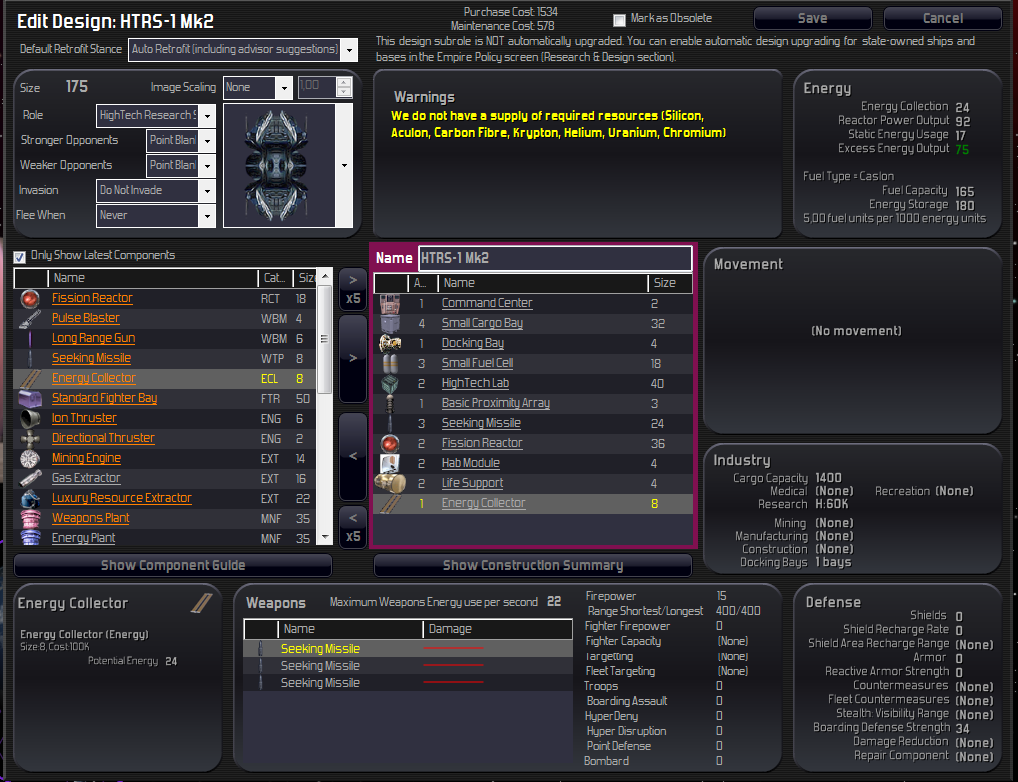 Edit Design: HTRS-1 Mk2
Purchase Cost: 1534
Maintenance Cost: 578
Mark as Obsolete
Save
Cancel
Default Retrofit Stance
Auto Retrofit (including advisor suggestions)
This design subrole is NOT automatically upgraded. You can enable automatic design upgrading for state-owned ships and
bases in the Empire Policy screen (Research & Design section).
Size 175
Image Scaling None 1,00
Role HighTech Research S
Stronger Opponents Point Blan
Weaker Opponents Point Blan
Invasion Do Not Invade
Flee When Never
Warnings
We do not have a supply of required resources (Silicon,
Aculon, Carbon Fibre, Krypton, Helium, Uranium, Chromium)
Energy
Energy Collection 24
Reactor Power Output 92
Static Energy Usage 17
Excess Energy Output 75
Fuel Type = Caslon
Fuel Capacity 165
Energy Storage 180
5,00 fuel units per 1000 energy units
Only Show Latest Components
Name Cat... Siz
Fission Reactor RCT 18
Pulse Blaster WBM 4
Long Range Gun WBM 6
Seeking Missile WTP 8
Energy Collector ECL 8
Standard Fighter Bay FTR 50
Ion Thruster ENG 6
Directional Thruster ENG 2
Mining Engine EXT 14
Gas Extractor EXT 16
Luxury Resource Extractor EXT 22
Weapons Plant MNF 35
Energy Plant MNF 35
>
x5
>
<
<
x5
Name HTRS-1 Mk2
A... Name Size
1 Command Center 2
4 Small Cargo Bay 32
1 Docking Bay 4
3 Small Fuel Cell 18
2 HighTech Lab 40
1 Basic Proximity Array 3
3 Seeking Missile 24
2 Fission Reactor 36
2 Hab Module 4
2 Life Support 4
1 Energy Collector 8
Movement
(No movement)
Industry
Cargo Capacity 1400
Medical (None) Recreation (None)
Research H:60K
Mining (None)
Manufacturing (None)
Construction (None)
Docking Bays 1 bays
Show Component Guide
Show Construction Summary
Energy Collector
Energy Collector (Energy)
Size: 8, Cost: 100K
Potential Energy 24
Weapons
Maximum Weapons Energy use per second 22
Name Damage
Seeking Missile
Seeking Missile
Seeking Missile
Firepower 15
Range Shortest/Longest 400/400
Fighter Firepower 0
Fighter Capacity (None)
Targetting (None)
Fleet Targeting (None)
Troops 0
Boarding Assault 0
HyperDeny 0
Hyper Disruption 0
Point Defense 0
Bombard 0
Defense
Shields 0
Shield Recharge Rate 0
Shield Area Recharge Range (None)
Armor 0
Reactive Armor Strength 0
Countermeasures (None)
Fleet Countermeasures (None)
Stealth: Visibility Range (None)
Boarding Defense Strength 34
Damage Reduction (None)
Repair Component (None)